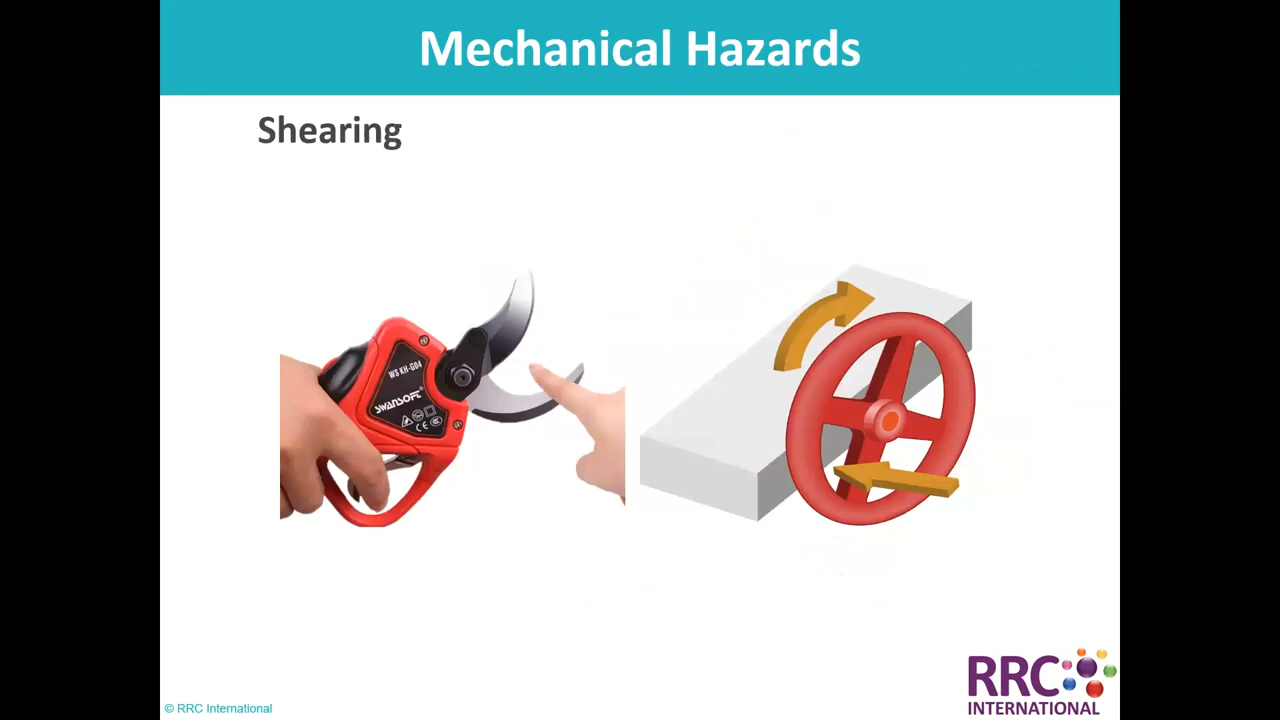 Mechanical Hazards
Shearing
WS KH-G04
SWANSOFT
CE
© RRC International
RRC
INTERNATIONAL